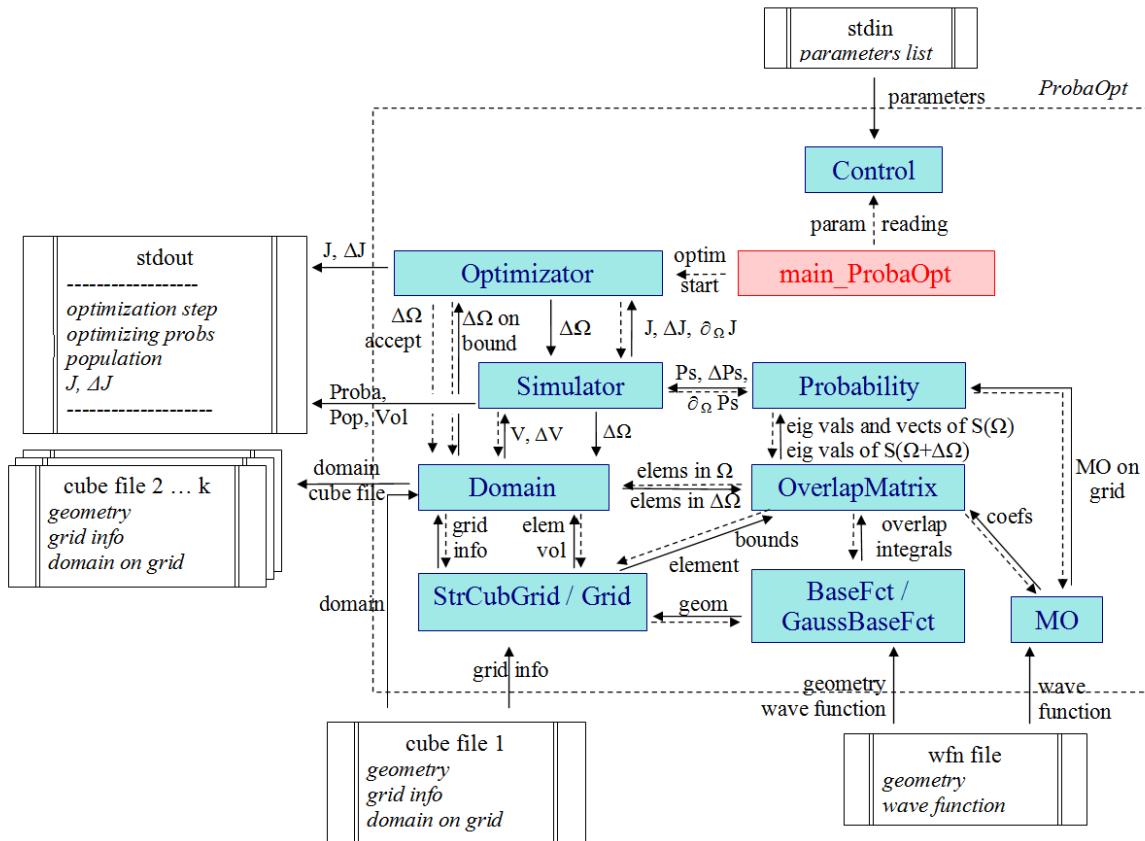 stdin
parameters list
ProbaOpt
parameters
Control
param reading
stdout
------------------
optimization step
optimizing probs
population
J, ΔJ
--------------------
J, ΔJ
Optimizator
optim
start
main_ProbaOpt
ΔΩ
accept
ΔΩ on
bound
ΔΩ
J, ΔJ, ∂Ω J
Proba,
Pop, Vol
Simulator
Ps, ΔPs,
∂Ω Ps
Probability
V, ΔV
ΔΩ
eig vals and vects of S(Ω)
eig vals of S(Ω+ΔΩ)
MO on
grid
cube file 2 … k
geometry
grid info
domain on grid
domain
cube file
Domain
elems in Ω
elems in ΔΩ
OverlapMatrix
grid
info
elem
vol
bounds
element
overlap
integrals
coefs
domain
StrCubGrid / Grid
geom
BaseFct /
GaussBaseFct
MO
grid info
geometry
wave function
wave
function
cube file 1
geometry
grid info
domain on grid
wfn file
geometry
wave function